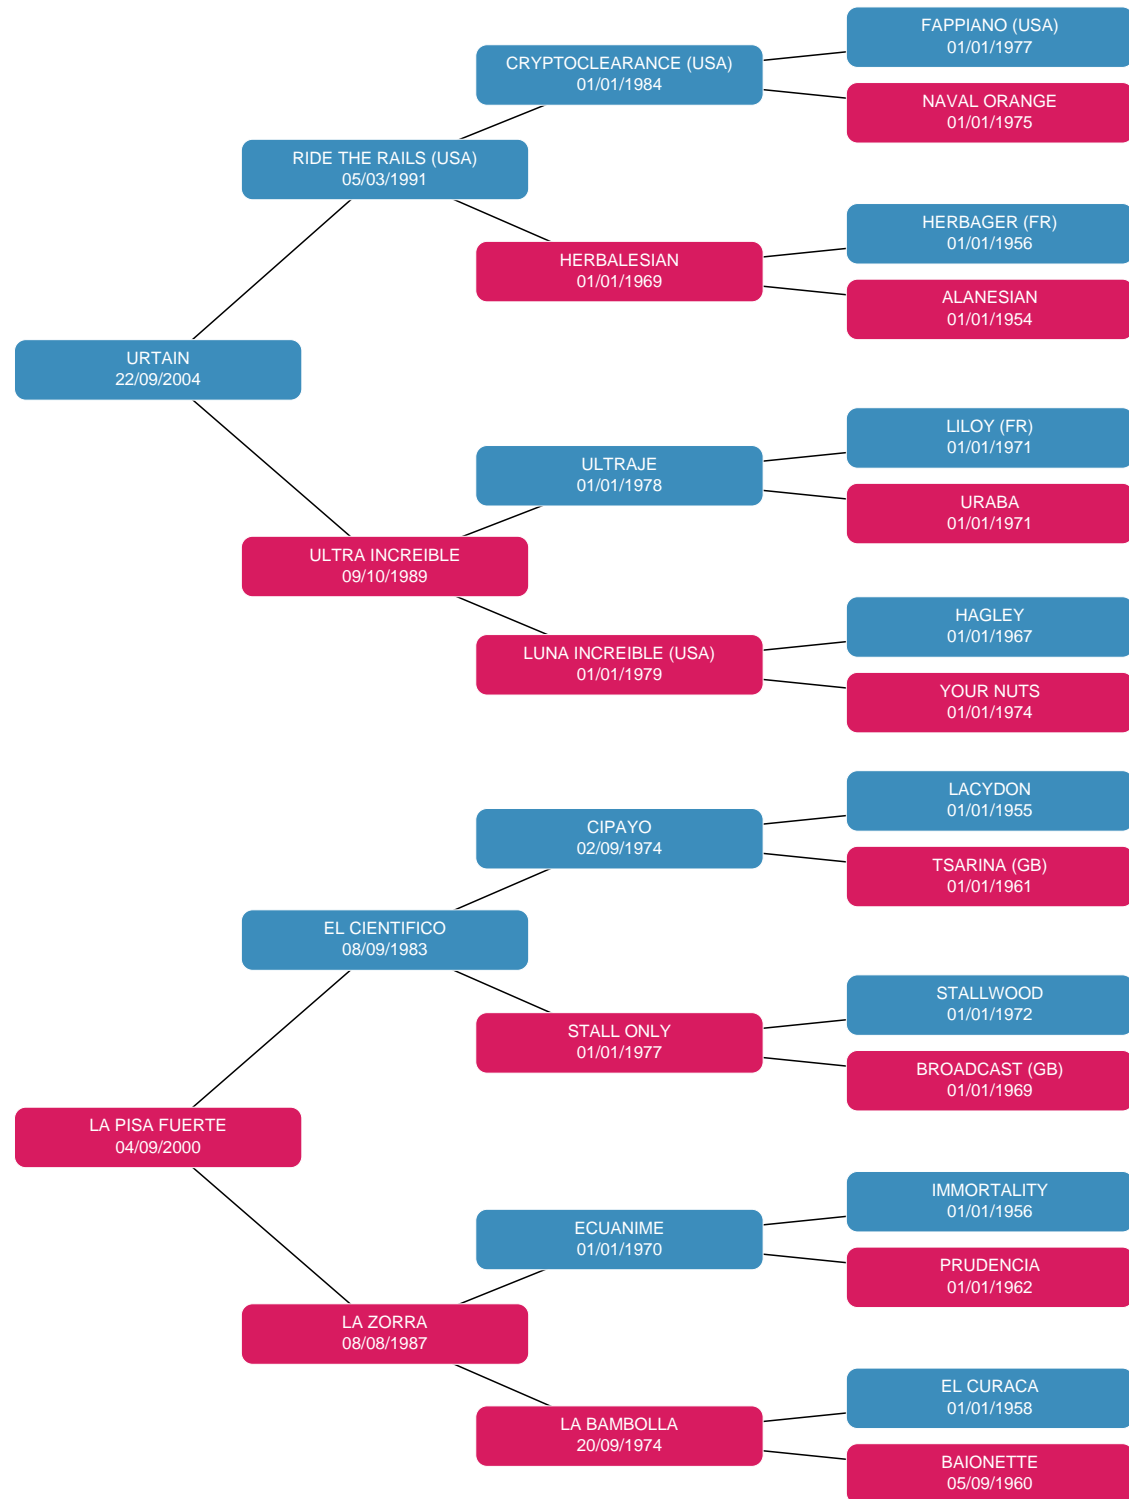 FAPPIANO (USA)
01/01/1977
CRYPTOCLEARANCE (USA)
01/01/1984
NAVAL ORANGE
01/01/1975
RIDE THE RAILS (USA)
05/03/1991
HERBAGER (FR)
01/01/1956
HERBALESIAN
01/01/1969
ALANESIAN
01/01/1954
URTAIN
22/09/2004
LILOY (FR)
01/01/1971
ULTRAJE
01/01/1978
URABA
01/01/1971
ULTRA INCREIBLE
09/10/1989
HAGLEY
01/01/1967
LUNA INCREIBLE (USA)
01/01/1979
YOUR NUTS
01/01/1974
LACYDON
01/01/1955
CIPAYO
02/09/1974
TSARINA (GB)
01/01/1961
EL CIENTIFICO
08/09/1983
STALLWOOD
01/01/1972
STALL ONLY
01/01/1977
BROADCAST (GB)
01/01/1969
LA PISA FUERTE
04/09/2000
IMMORTALITY
01/01/1956
ECUANIME
01/01/1970
PRUDENCIA
01/01/1962
LA ZORRA
08/08/1987
EL CURACA
01/01/1958
LA BAMBOLLA
20/09/1974
BAIONETTE
05/09/1960